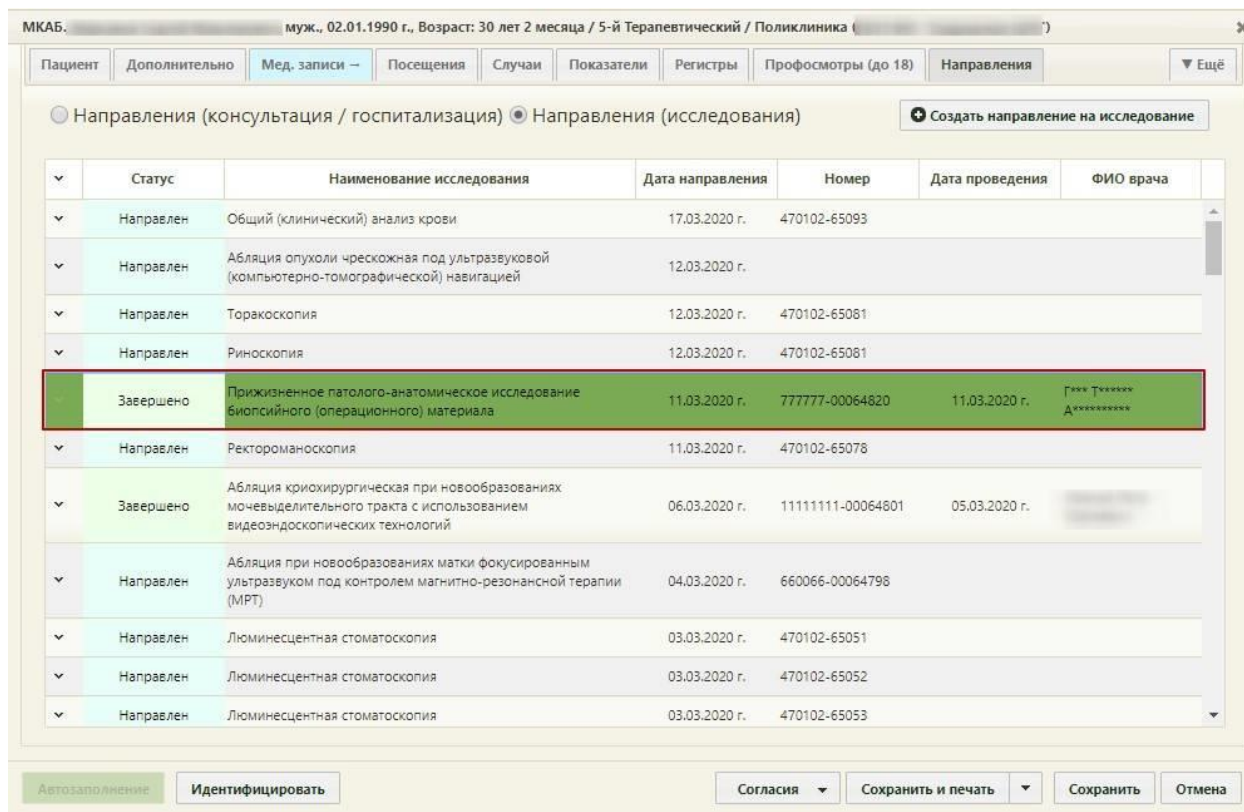 МКАБ. муж., 02.01.1990 г., Возраст: 30 лет 2 месяца / 5-й Терапевтический / Поликлиника ( )
Пациент Дополнительно Мед. записи → Посещения Случаи Показатели Регистры Профосмотры (до 18) Направления ▼ Ещё
Направления (консультация / госпитализация) Направления (исследования) Создать направление на исследование
Статус Наименование исследования Дата направления Номер Дата проведения ФИО врача
Направлен Общий (клинический) анализ крови 17.03.2020 г. 470102-65093
Абляция опухоли чрескожная под ультразвуковой
Направлен 12.03.2020 г.
(компьютерно-томографической) навигацией
Направлен Торакоскопия 12.03.2020 г. 470102-65081
Направлен Риноскопия 12.03.2020 г. 470102-65081
Прижизненное патолого-анатомическое исследование Г*** Т******
Завершено 11.03.2020 г. 777777-00064820 11.03.2020 г.
биопсийного (операционного) материала А**********
Направлен Ректороманоскопия 11.03.2020 г. 470102-65078
Абляция криохирургическая при новообразованиях
Завершено мочевыделительного тракта с использованием 06.03.2020 г. 11111111-00064801 05.03.2020 г.
видеоэндоскопических технологий
Абляция при новообразованиях матки фокусированным
Направлен ультразвуком под контролем магнитно-резонансной терапии 04.03.2020 г. 660066-00064798
(МРТ)
Направлен Люминесцентная стоматоскопия 03.03.2020 г. 470102-65051
Направлен Люминесцентная стоматоскопия 03.03.2020 г. 470102-65052
Направлен Люминесцентная стоматоскопия 03.03.2020 г. 470102-65053
Автозаполнение Идентифицировать Согласия Сохранить и печать Сохранить Отмена